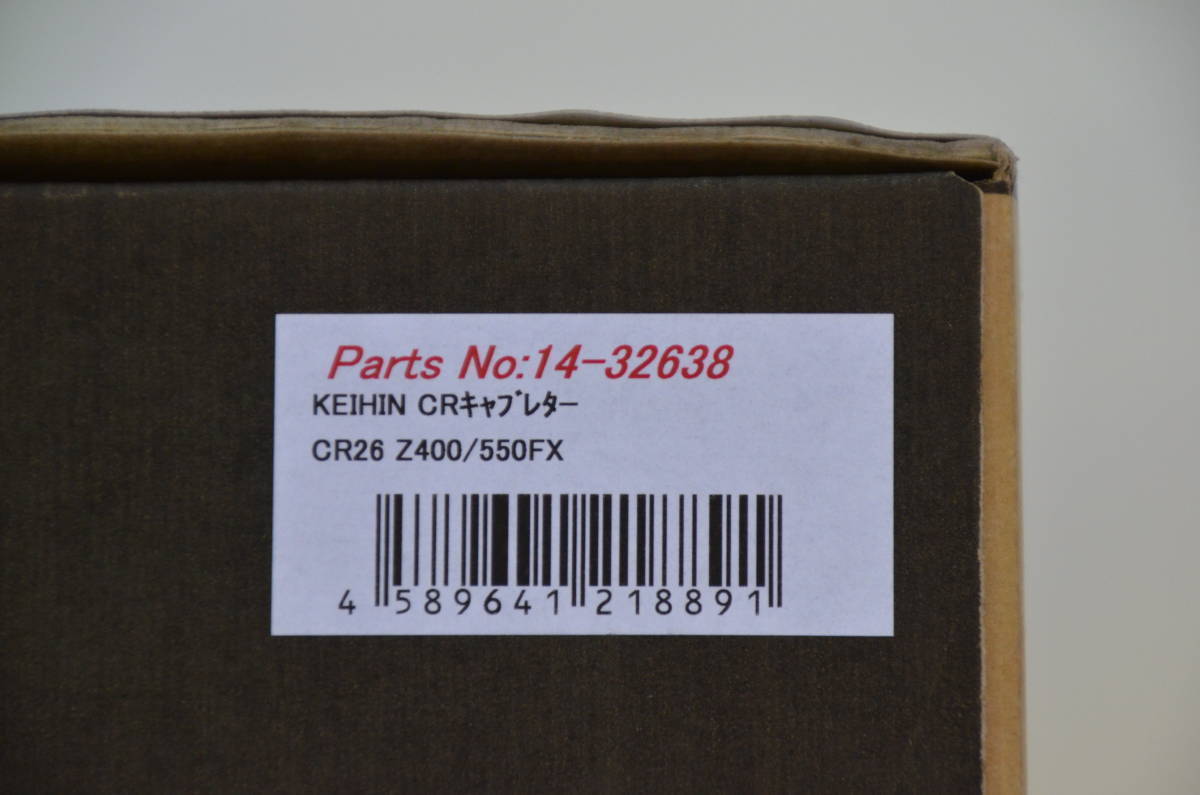 Parts No:14-32638
KEIHIN CRｷｬﾌﾞﾚﾀｰ
CR26 Z400/550FX
4 589641 218891